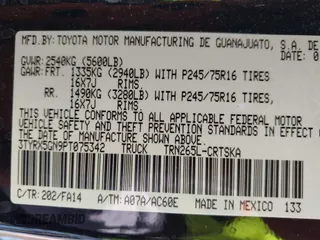 MFD.BY: TOYOTA MOTOR MANUFACTURING DE GUANAJUATO, S.A. DE
DATE: 0
GVWR: 2540KG (5600LB)
GAWR: FRT. 1335KG (2940LB) WITH P245/75R16 TIRES
16X7J RIMS.
RR. 1490KG (3280LB) WITH P245/75R16 TIRES
16X7J RIMS.
THIS VEHICLE CONFORMS TO ALL APPLICABLE FEDERAL MOTOR
VEHICLE SAFETY AND THEFT PREVENTION STANDARDS IN EFFECT
ON THE DATE OF MANUFACTURE SHOWN ABOVE.
3TYRX5GN9PT075342 TRUCK TRN265L-CRTSKA
C/TR: 202/FA14 A/TM: A07A/AC60E MADE IN MEXICO 133